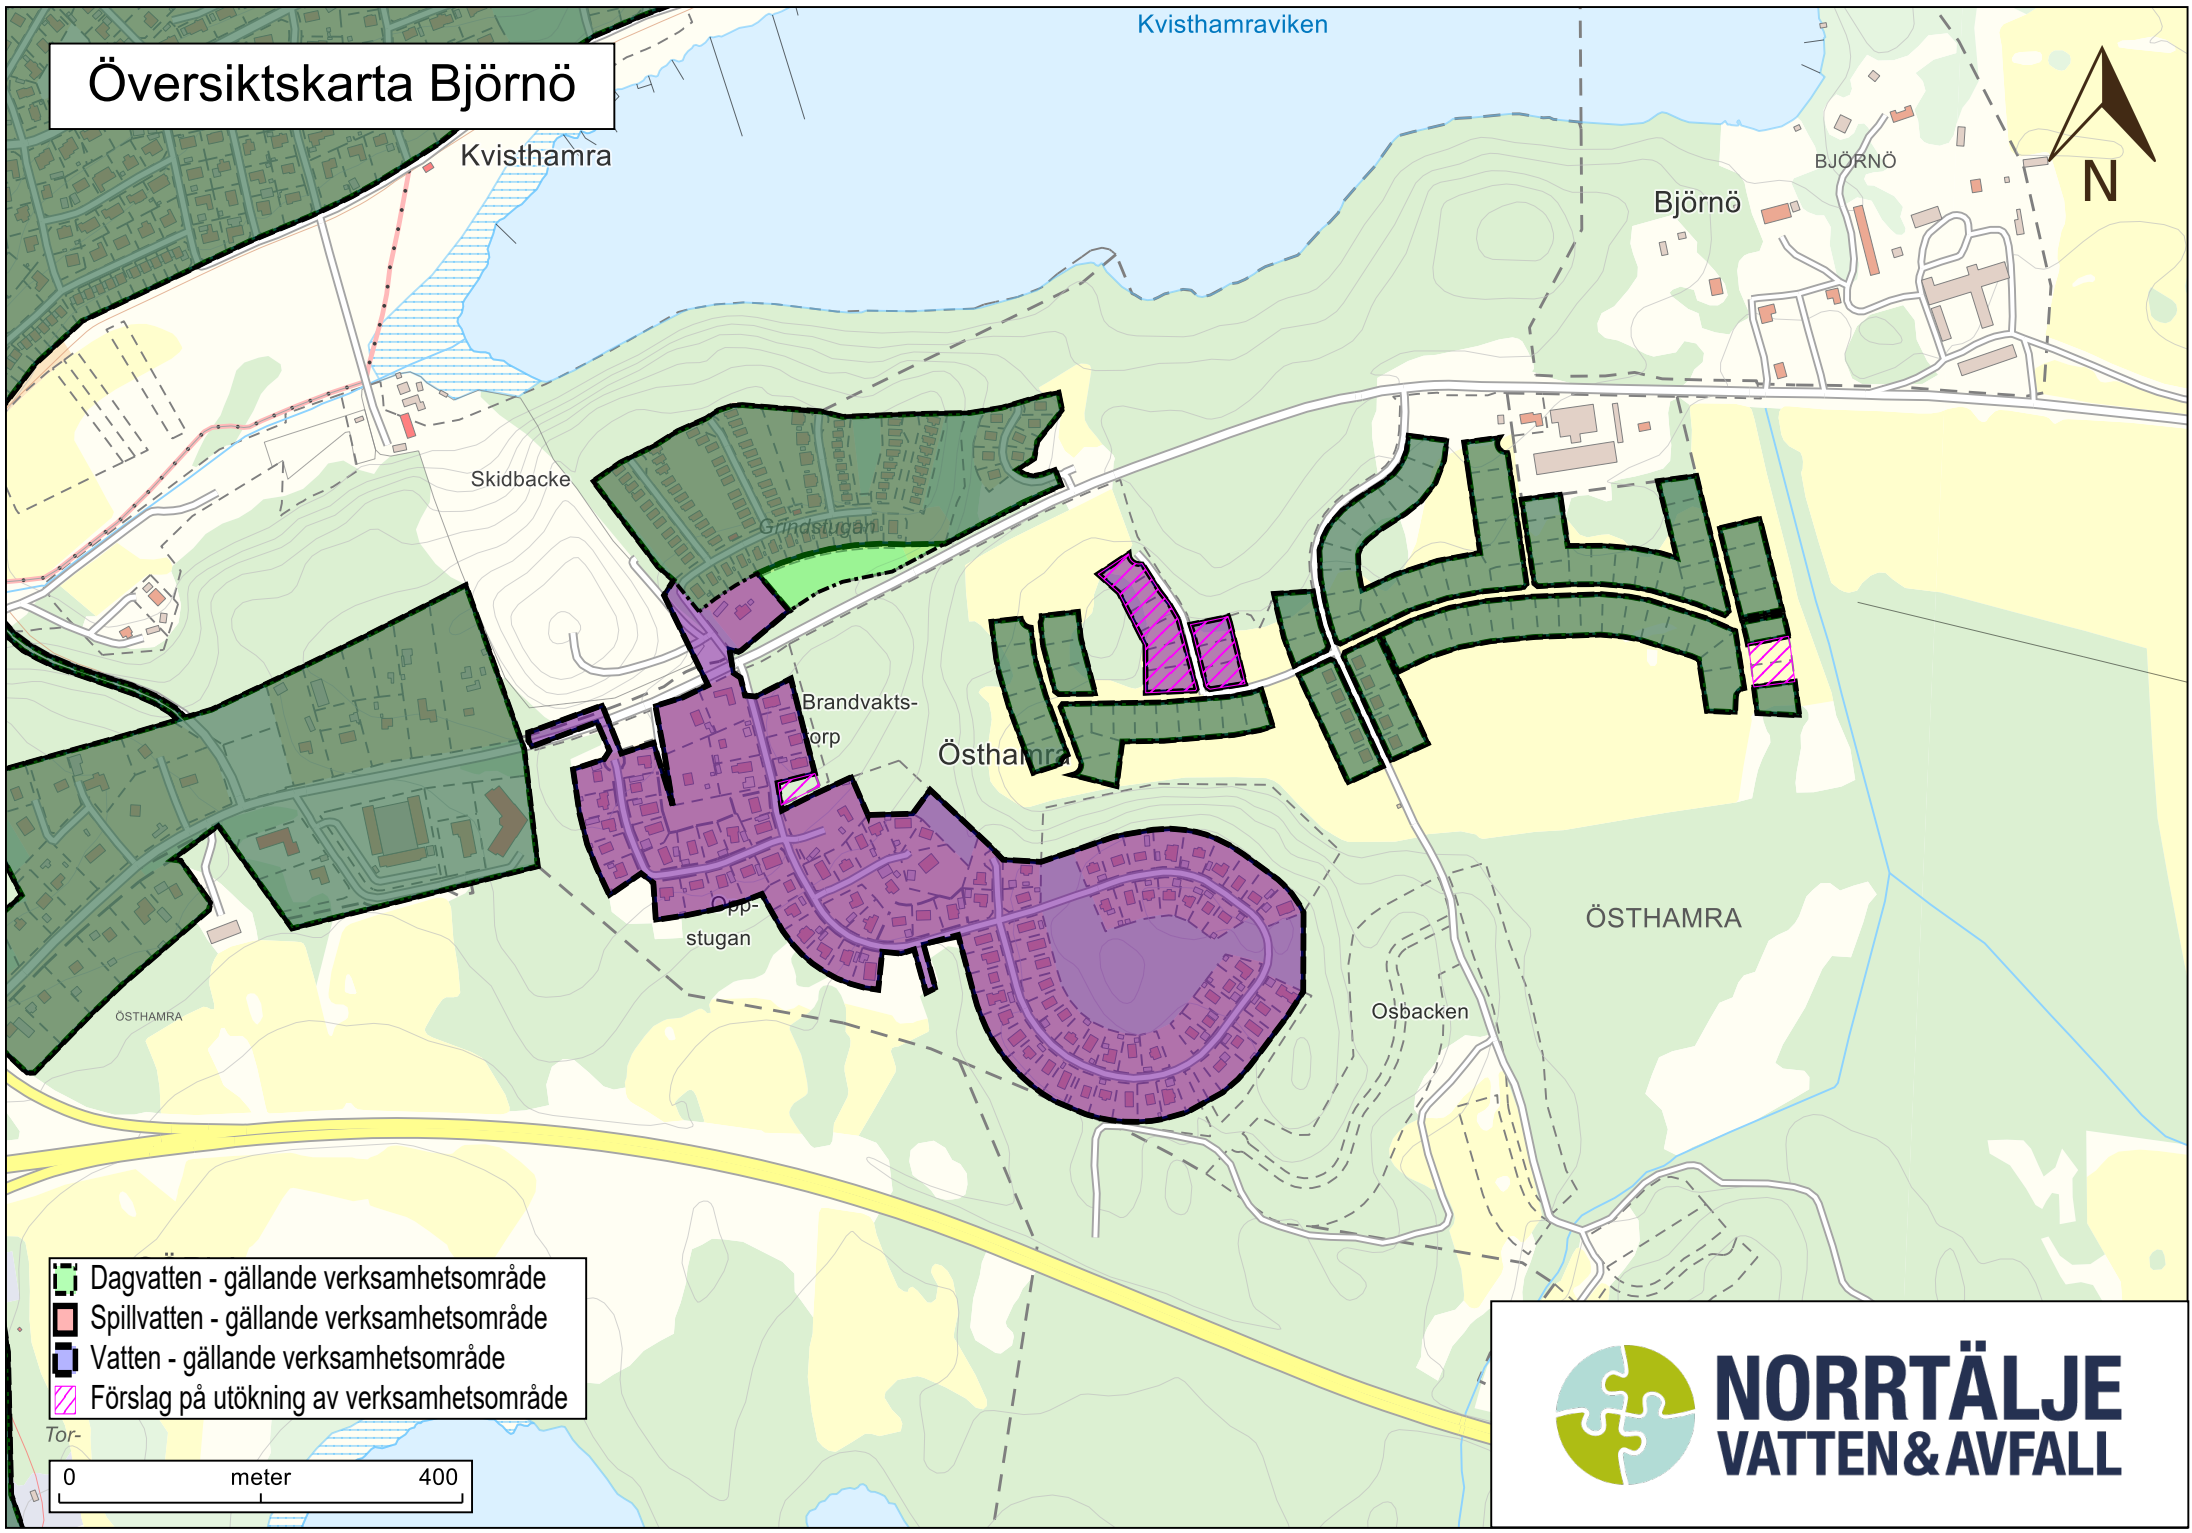 Kvisthamraviken
Översiktskarta Björnö
Kvisthamra
BJÖRNÖ
Björnö
N
Skidbacke
Grindstugan
Brandvakts-
torp
Östhamra
Opp-
stugan
ÖSTHAMRA
Osbacken
ÖSTHAMRA
Dagvatten - gällande verksamhetsområde
Spillvatten - gällande verksamhetsområde
Vatten - gällande verksamhetsområde
Förslag på utökning av verksamhetsområde
Tor-
0 meter 400
NORRTÄLJE
VATTEN & AVFALL